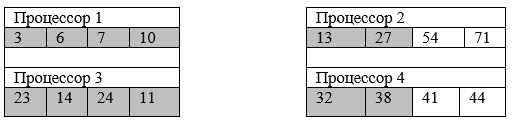 Процессор 1
3 6 7 10
Процессор 2
13 27 54 71
Процессор 3
23 14 24 11
Процессор 4
32 38 41 44